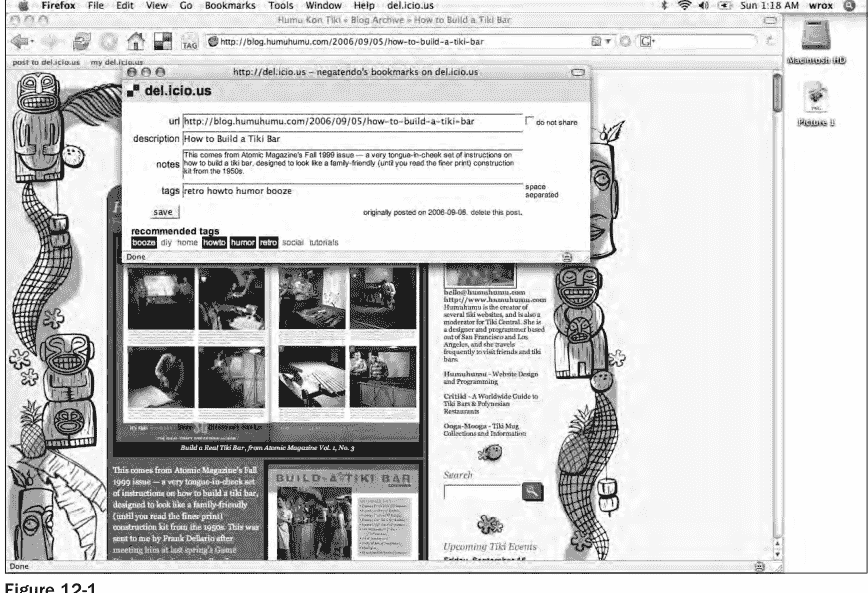 Firefox File Edit View Go Bookmarks Tools Window Help del.icio.us Sun 1:18 AM wrox
Humu Kon Tiki » Blog Archive » How to Build a Tiki Bar
TAG http://blog.humuhumu.com/2006/09/05/how-to-build-a-tiki-bar
post to del.icio.us my del.icio.us
Macintosh HD
Picture 1
http://del.icio.us – negatendo's bookmarks on del.icio.us
del.icio.us
url http://blog.humuhumu.com/2006/09/05/how-to-build-a-tiki-bar do not share
description How to Build a Tiki Bar
notes This comes from Atomic Magazine's Fall 1999 issue — a very tongue-in-cheek set of instructions on
how to build a tiki bar, designed to look like a family-friendly (until you read the finer print) construction
kit from the 1950s.
tags retro howto humor booze space
separated
save originally posted on 2006-09-06. delete this post.
recommended tags
booze diy home howto humor retro social tutorials
Done
Build a Real Tiki Bar, from Atomic Magazine Vol. 1, No. 3
This comes from Atomic Magazine's Fall
1999 issue — a very tongue-in-check set
of instructions on how to build a tiki bar,
designed to look like a family-friendly
(until you read the finer print)
construction kit from the 1950s. This was
sent to me by Frank Dellario after
meeting him at last spring's Game
BUILD-A-TIKI BAR
hello@humuhumu.com
http://www.humuhumu.com
Humuhumu is the creator of
several tiki websites, and is also a
moderator for Tiki Central. She is
a designer and programmer based
out of San Francisco and Los
Angeles, and she travels
frequently to visit friends and tiki
bars.
Humuhumu - Website Design
and Programming
Critiki - A Worldwide Guide to
Tiki Bars & Polynesian
Restaurants
Ooga-Mooga - Tiki Mug
Collections and Information
Search
Upcoming Tiki Events
Friday, September 15
Done
Figure 12-1